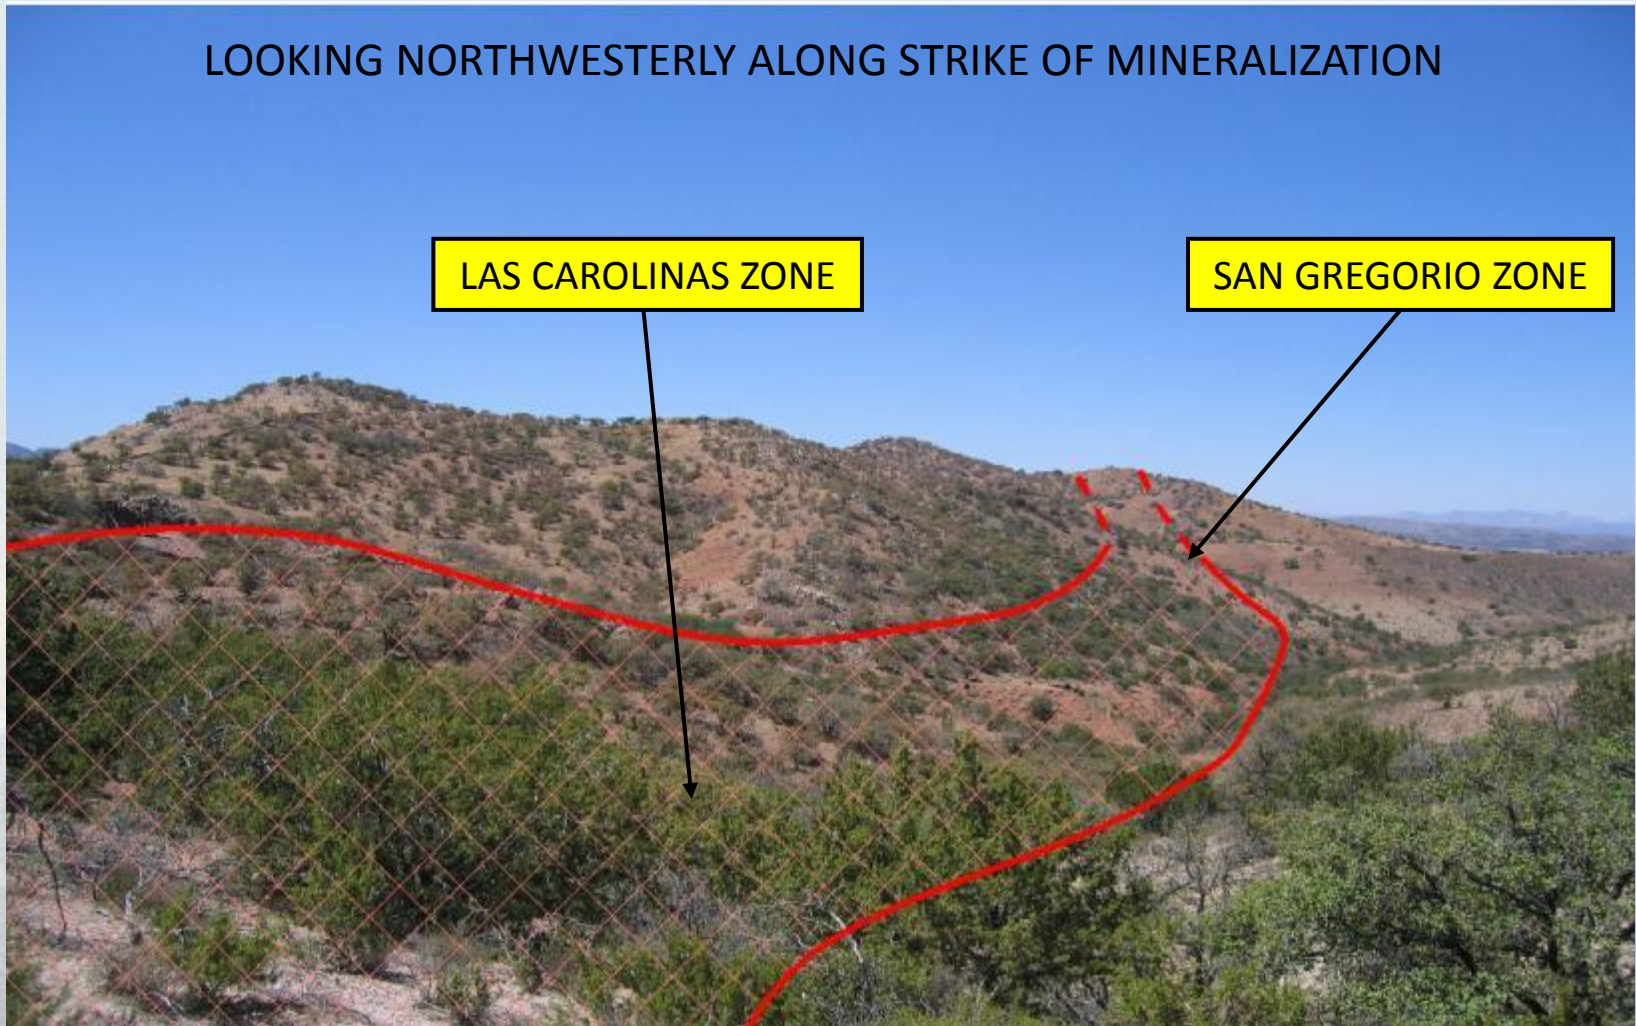 LOOKING NORTHWESTERLY ALONG STRIKE OF MINERALIZATION
LAS CAROLINAS ZONE
SAN GREGORIO ZONE